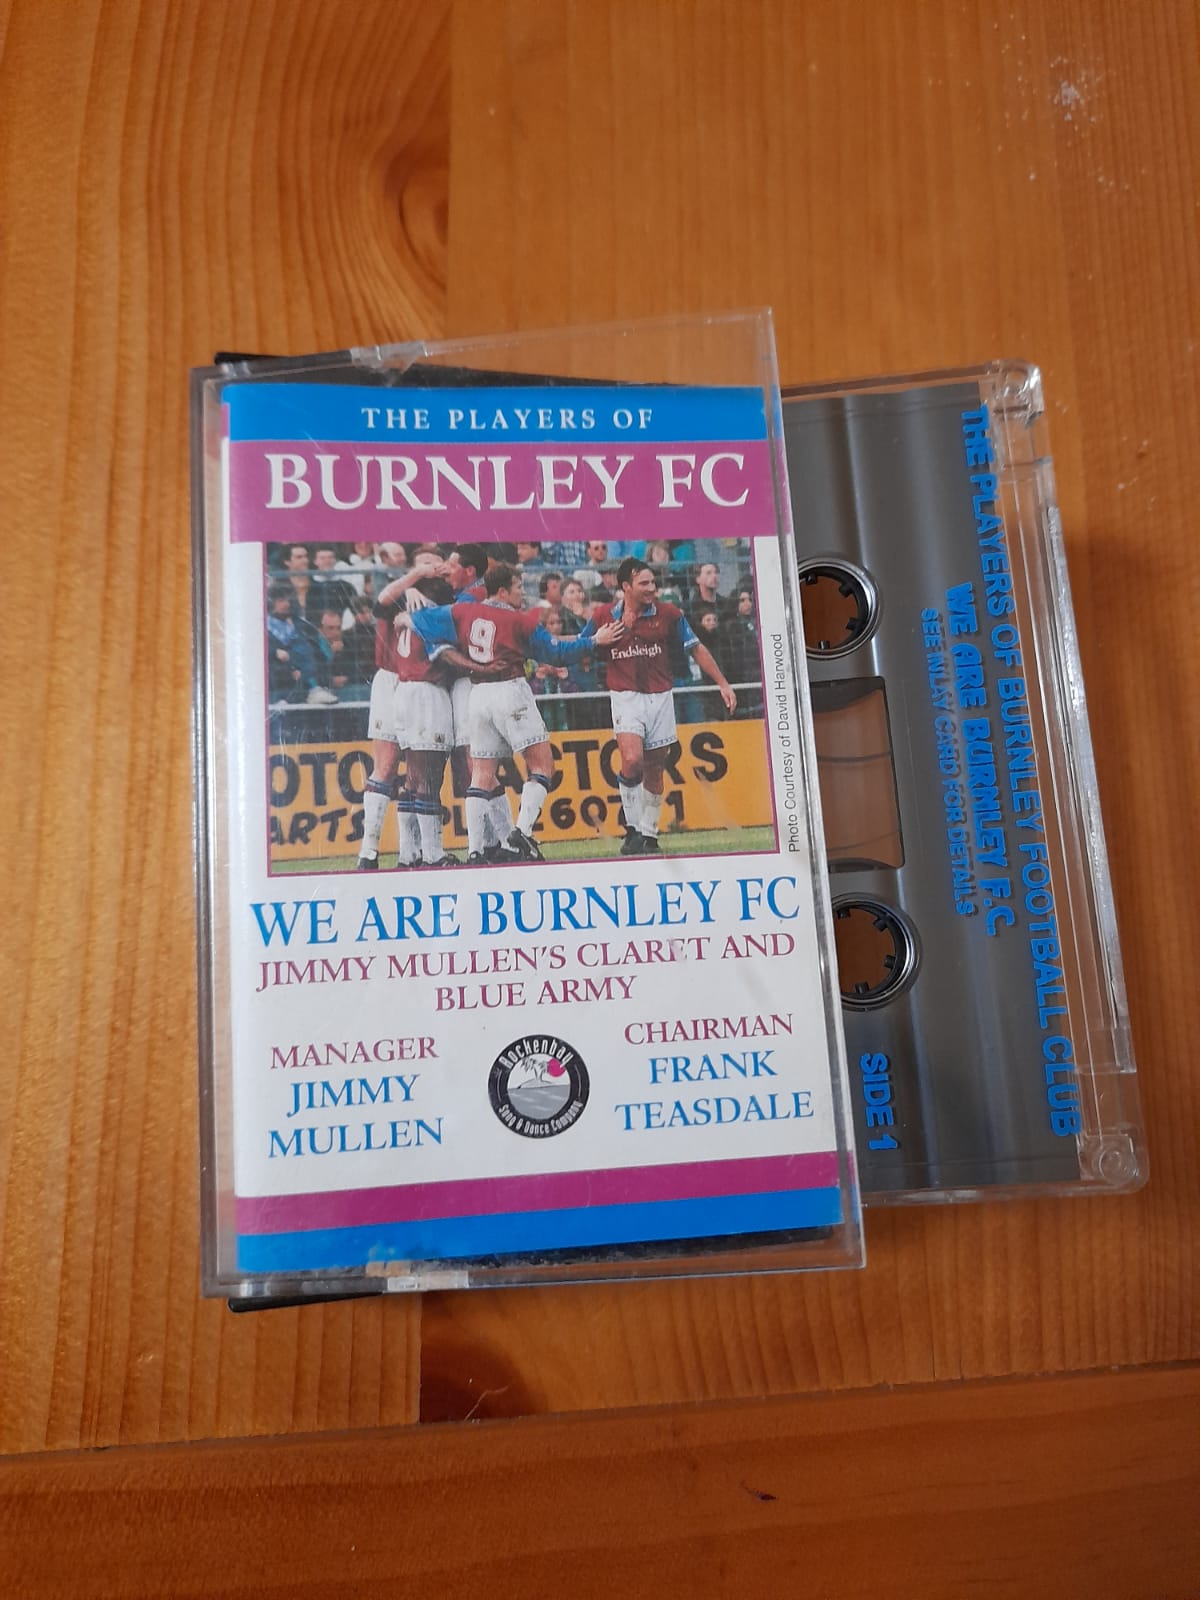 THE PLAYERS OF
BURNLEY FC
9
Endsleigh
Photo Courtesy of David Harwood
WE ARE BURNLEY FC
JIMMY MULLEN'S CLARET AND
BLUE ARMY
MANAGER
JIMMY
MULLEN
Rockenbay
Song & Dance Company
CHAIRMAN
FRANK
TEASDALE
THE PLAYERS OF BURNLEY FOOTBALL CLUB
WE ARE BURNLEY F.C.
SEE INLAY CARD FOR DETAILS
SIDE 1